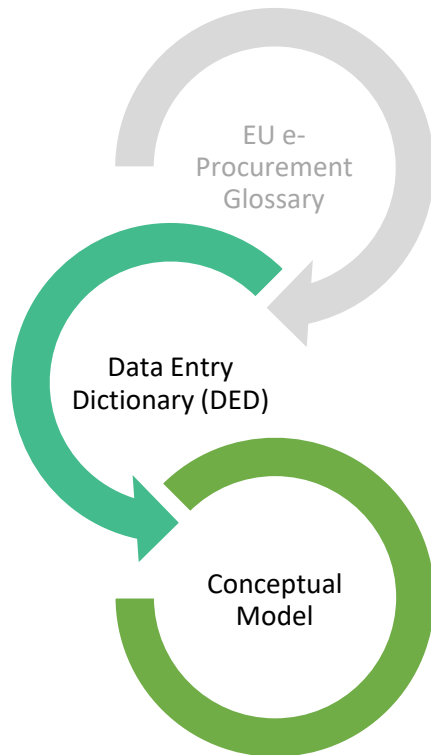 EU e-
Procurement
Glossary
Data Entry
Dictionary (DED)
Conceptual
Model